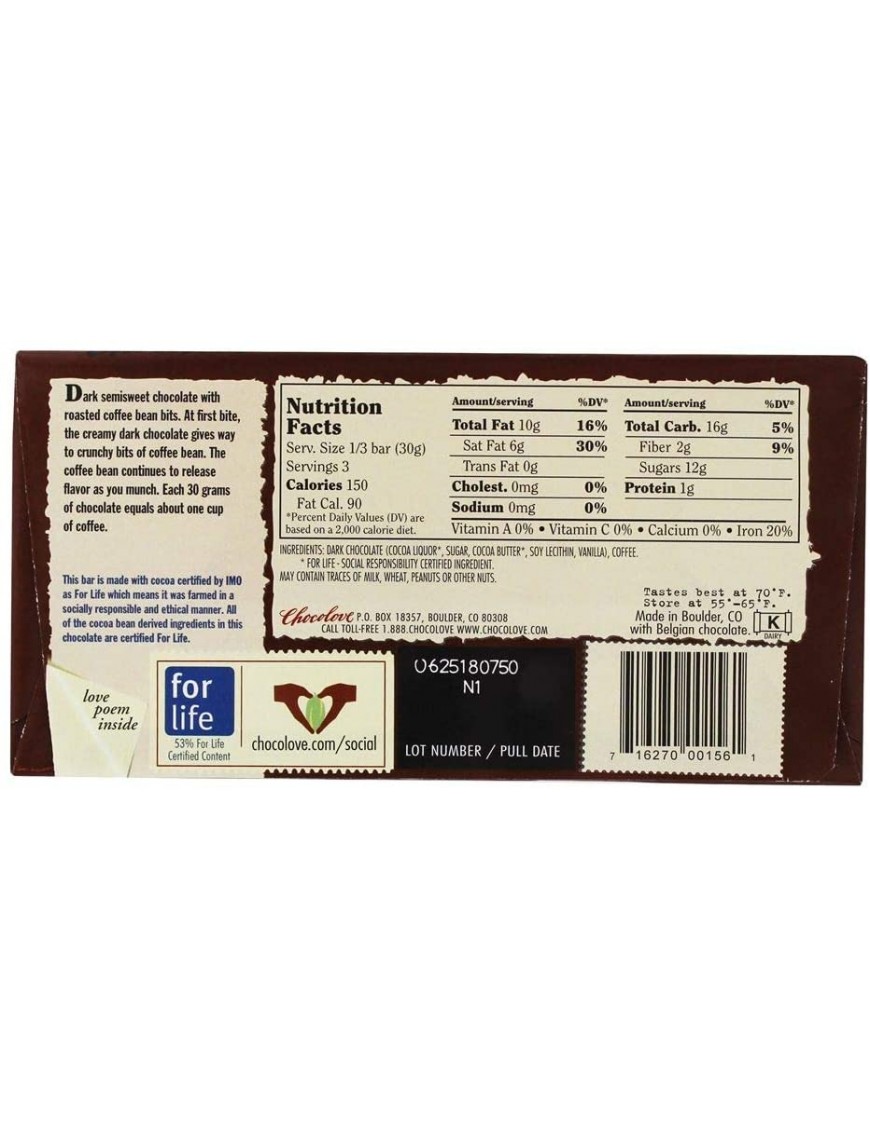 Dark semisweet chocolate with
roasted coffee bean bits. At first bite,
the creamy dark chocolate gives way
to crunchy bits of coffee bean. The
coffee bean continues to release
flavor as you munch. Each 30 grams
of chocolate equals about one cup
of coffee.
This bar is made with cocoa certified by IMO
as For Life which means it was farmed in a
socially responsible and ethical manner. All
of the cocoa bean derived ingredients in this
chocolate are certified For Life.
love
poem
inside
Nutrition
Facts
Serv. Size 1/3 bar (30g)
Servings 3
Calories 150
Fat Cal. 90
*Percent Daily Values (DV) are
based on a 2,000 calorie diet.
Amount/serving %DV*
Total Fat 10g 16%
Sat Fat 6g 30%
Trans Fat 0g
Cholest. 0mg 0%
Sodium 0mg 0%
Amount/serving %DV*
Total Carb. 16g 5%
Fiber 2g 9%
Sugars 12g
Protein 1g
Vitamin A 0% • Vitamin C 0% • Calcium 0% • Iron 20%
INGREDIENTS: DARK CHOCOLATE (COCOA LIQUOR*, SUGAR, COCOA BUTTER*, SOY LECITHIN, VANILLA), COFFEE.
* FOR LIFE - SOCIAL RESPONSIBILITY CERTIFIED INGREDIENT.
MAY CONTAIN TRACES OF MILK, WHEAT, PEANUTS OR OTHER NUTS.
Chocolove P.O. BOX 18357, BOULDER, CO 80308
CALL TOLL-FREE 1.888.CHOCOLOVE WWW.CHOCOLOVE.COM
Tastes best at 70°F.
Store at 55°-65°F.
Made in Boulder, CO
with Belgian chocolate.
K
DAIRY
for
life
53% For Life
Certified Content
chocolove.com/social
0625180750
N1
LOT NUMBER / PULL DATE
7 16270 00156 1